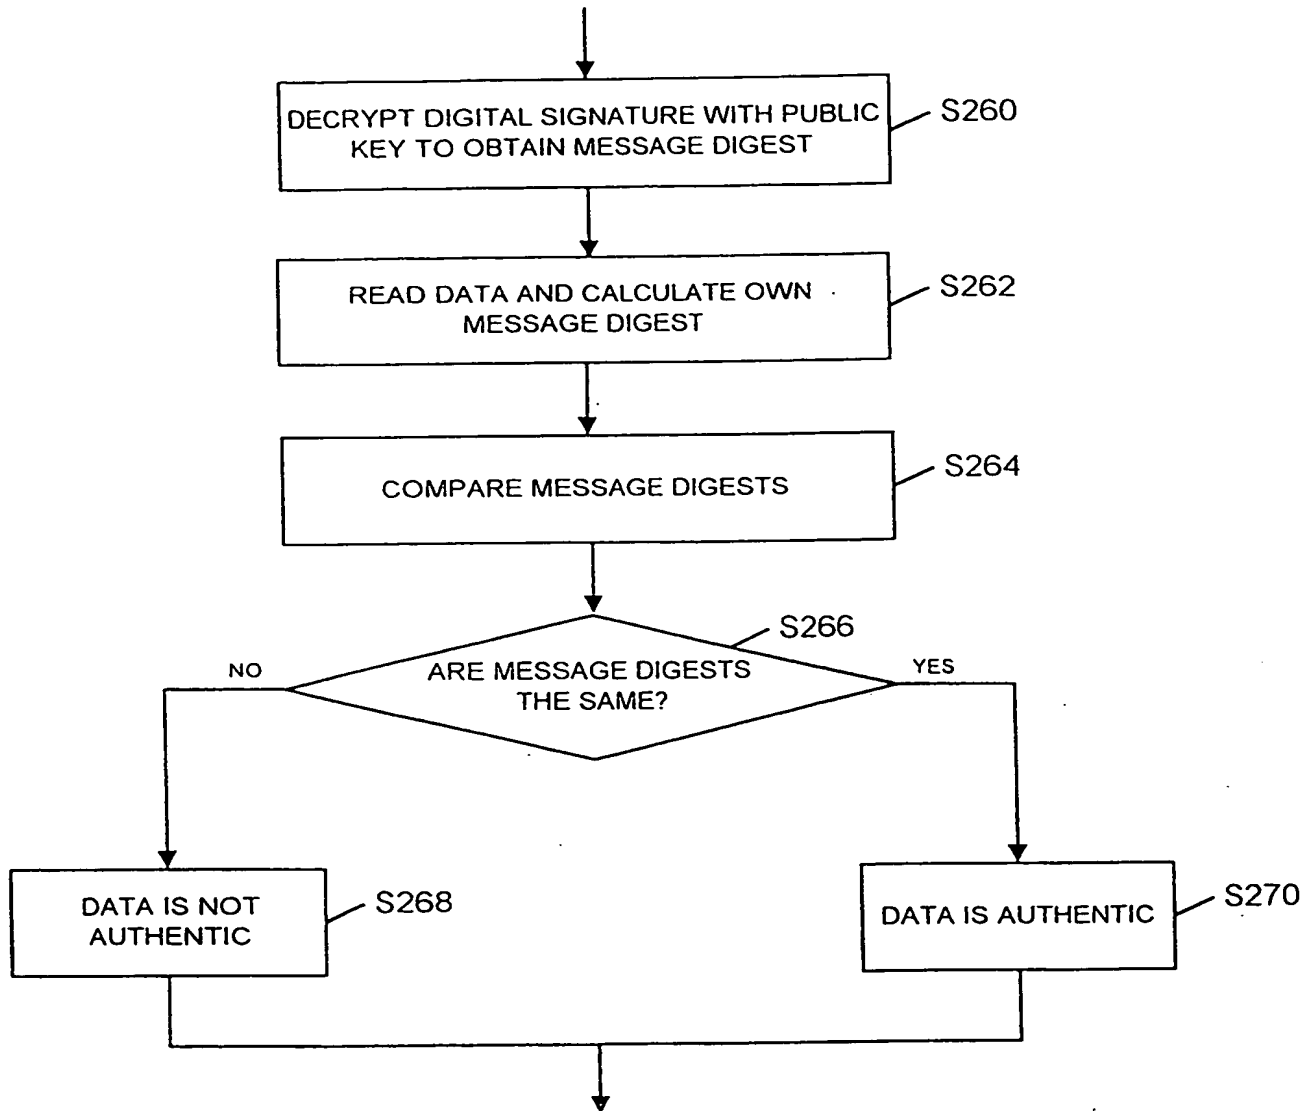 DECRYPT DIGITAL SIGNATURE WITH PUBLIC
KEY TO OBTAIN MESSAGE DIGEST
S260
READ DATA AND CALCULATE OWN
MESSAGE DIGEST
S262
COMPARE MESSAGE DIGESTS
S264
S266
NO
ARE MESSAGE DIGESTS
THE SAME?
YES
DATA IS NOT
AUTHENTIC
S268
DATA IS AUTHENTIC
S270